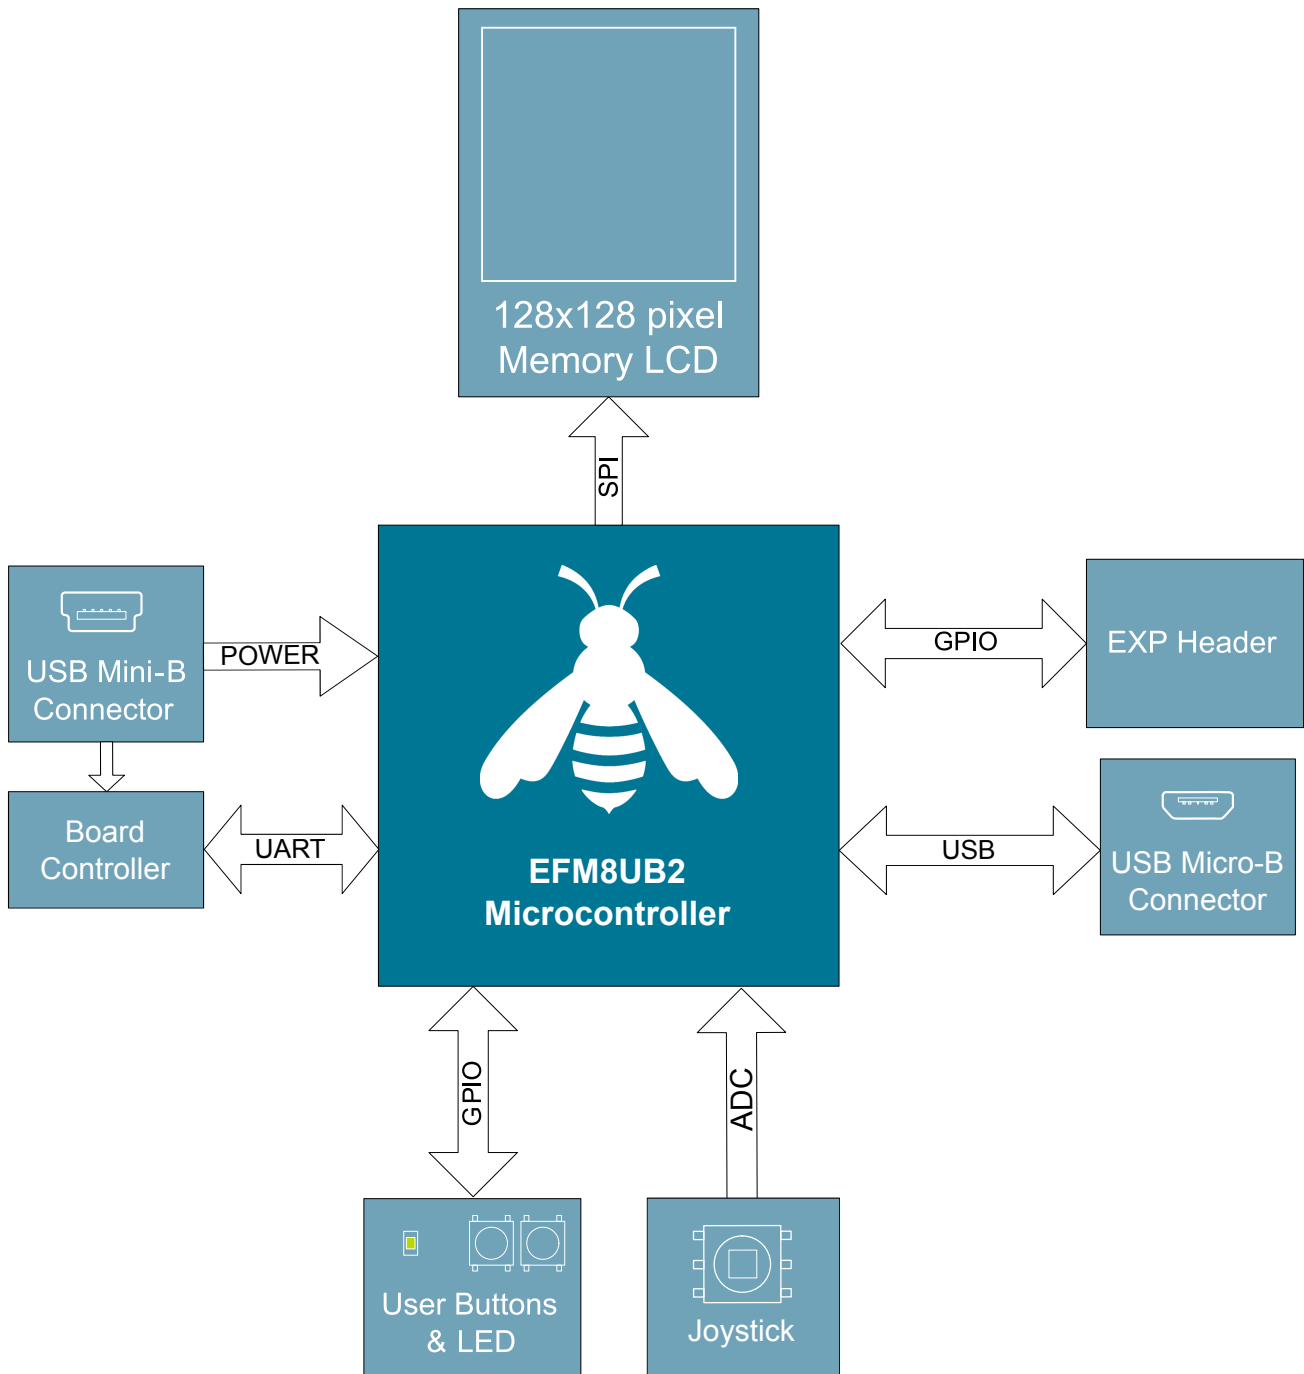 128x128 pixel
Memory LCD
SPI
USB Mini-B
Connector
POWER
GPIO
EXP Header
Board
Controller
UART
EFM8UB2
Microcontroller
USB
USB Micro-B
Connector
GPIO
ADC
User Buttons
& LED
Joystick